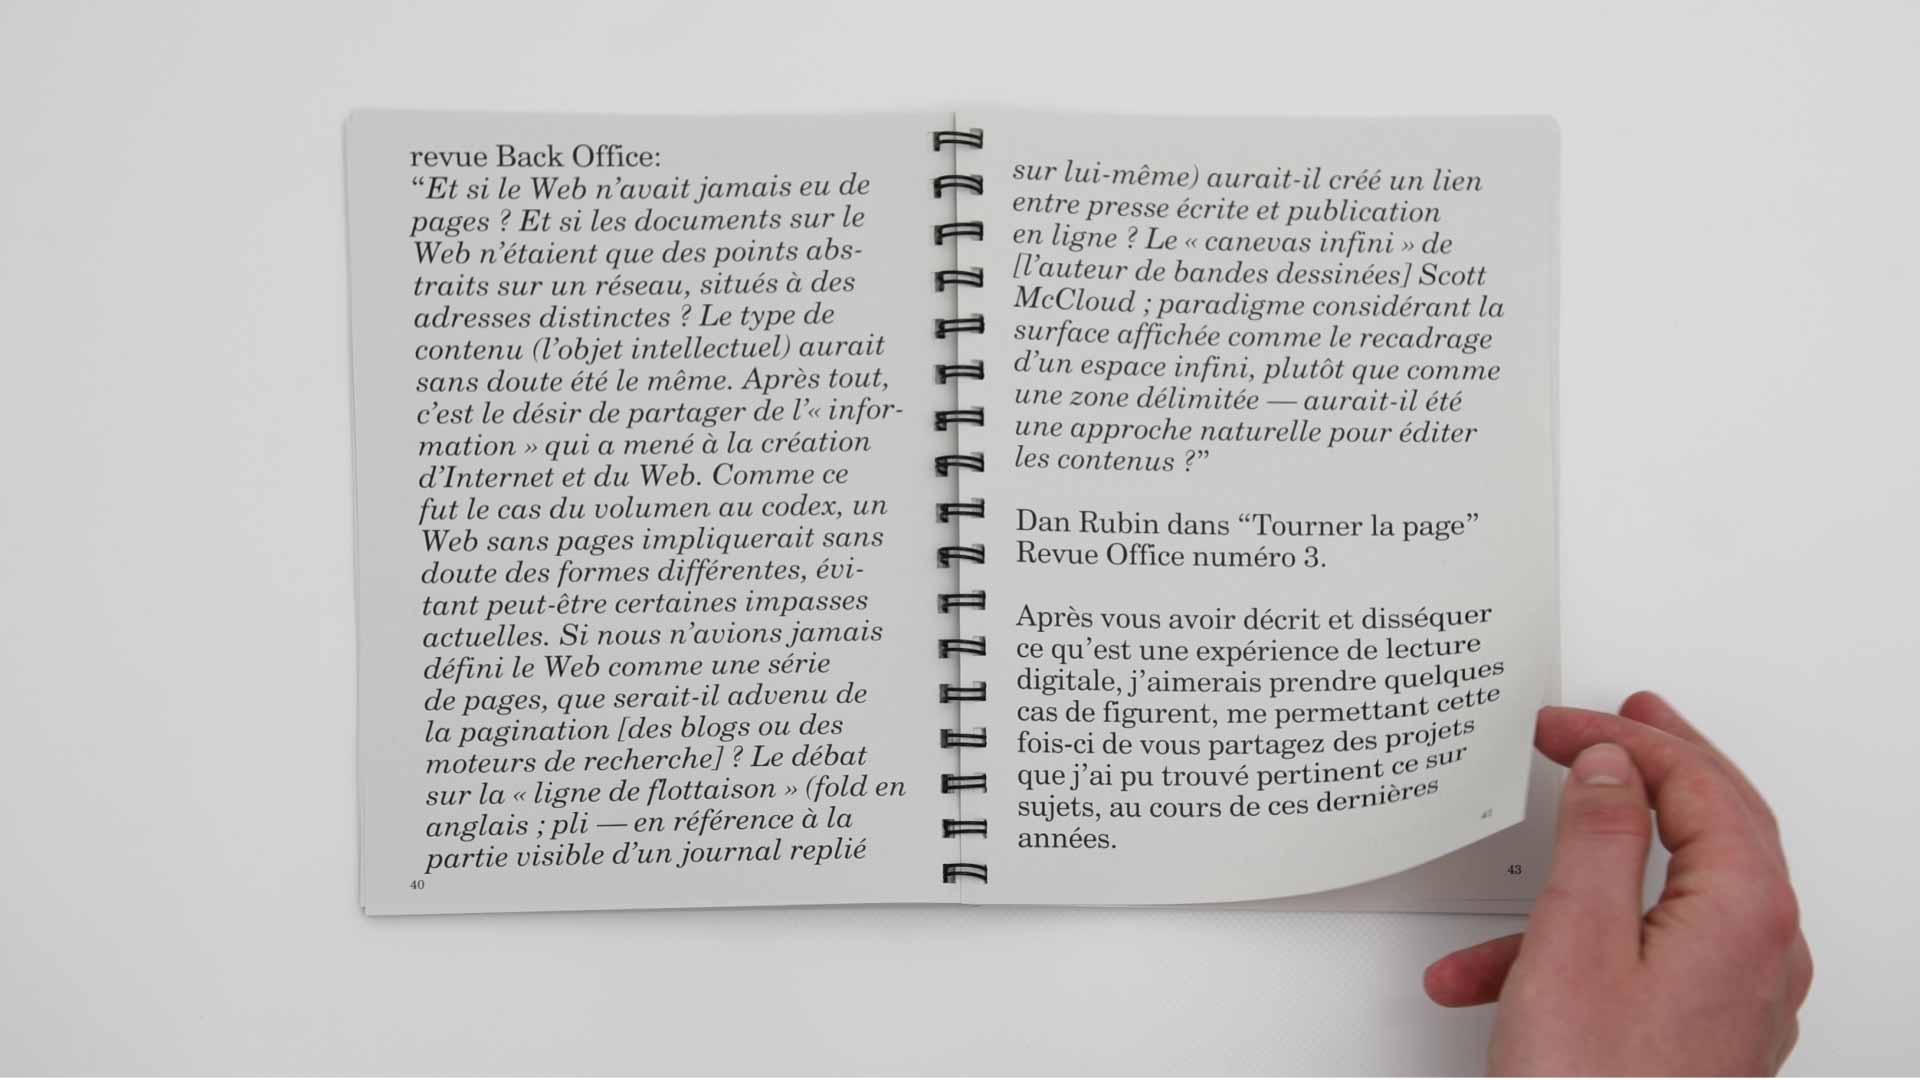 revue Back Office:
“Et si le Web n’avait jamais eu de
pages ? Et si les documents sur le
Web n’étaient que des points abs-
traits sur un réseau, situés à des
adresses distinctes ? Le type de
contenu (l’objet intellectuel) aurait
sans doute été le même. Après tout,
c’est le désir de partager de l’« infor-
mation » qui a mené à la création
d’Internet et du Web. Comme ce
fut le cas du volumen au codex, un
Web sans pages impliquerait sans
doute des formes différentes, évi-
tant peut-être certaines impasses
actuelles. Si nous n’avions jamais
défini le Web comme une série
de pages, que serait-il advenu de
la pagination [des blogs ou des
moteurs de recherche] ? Le débat
sur la « ligne de flottaison » (fold en
anglais ; pli — en référence à la
partie visible d’un journal replié
40
sur lui-même) aurait-il créé un lien
entre presse écrite et publication
en ligne ? Le « canevas infini » de
[l’auteur de bandes dessinées] Scott
McCloud ; paradigme considérant la
surface affichée comme le recadrage
d’un espace infini, plutôt que comme
une zone délimitée — aurait-il été
une approche naturelle pour éditer
les contenus ?”
Dan Rubin dans “Tourner la page”
Revue Office numéro 3.
Après vous avoir décrit et disséquer
ce qu’est une expérience de lecture
digitale, j’aimerais prendre quelques
cas de figurent, me permettant cette
fois-ci de vous partagez des projets
que j’ai pu trouvé pertinent ce sur
sujets, au cours de ces dernières
années.
43